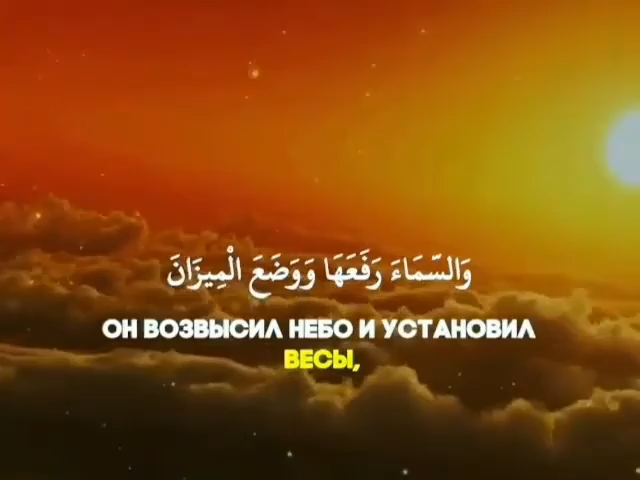 وَالسَّمَاءَ رَفَعَهَا وَوَضَعَ الْمِيزَانَ
ОН ВОЗВЫСИЛ НЕБО И УСТАНОВИЛ
ВЕСЫ,